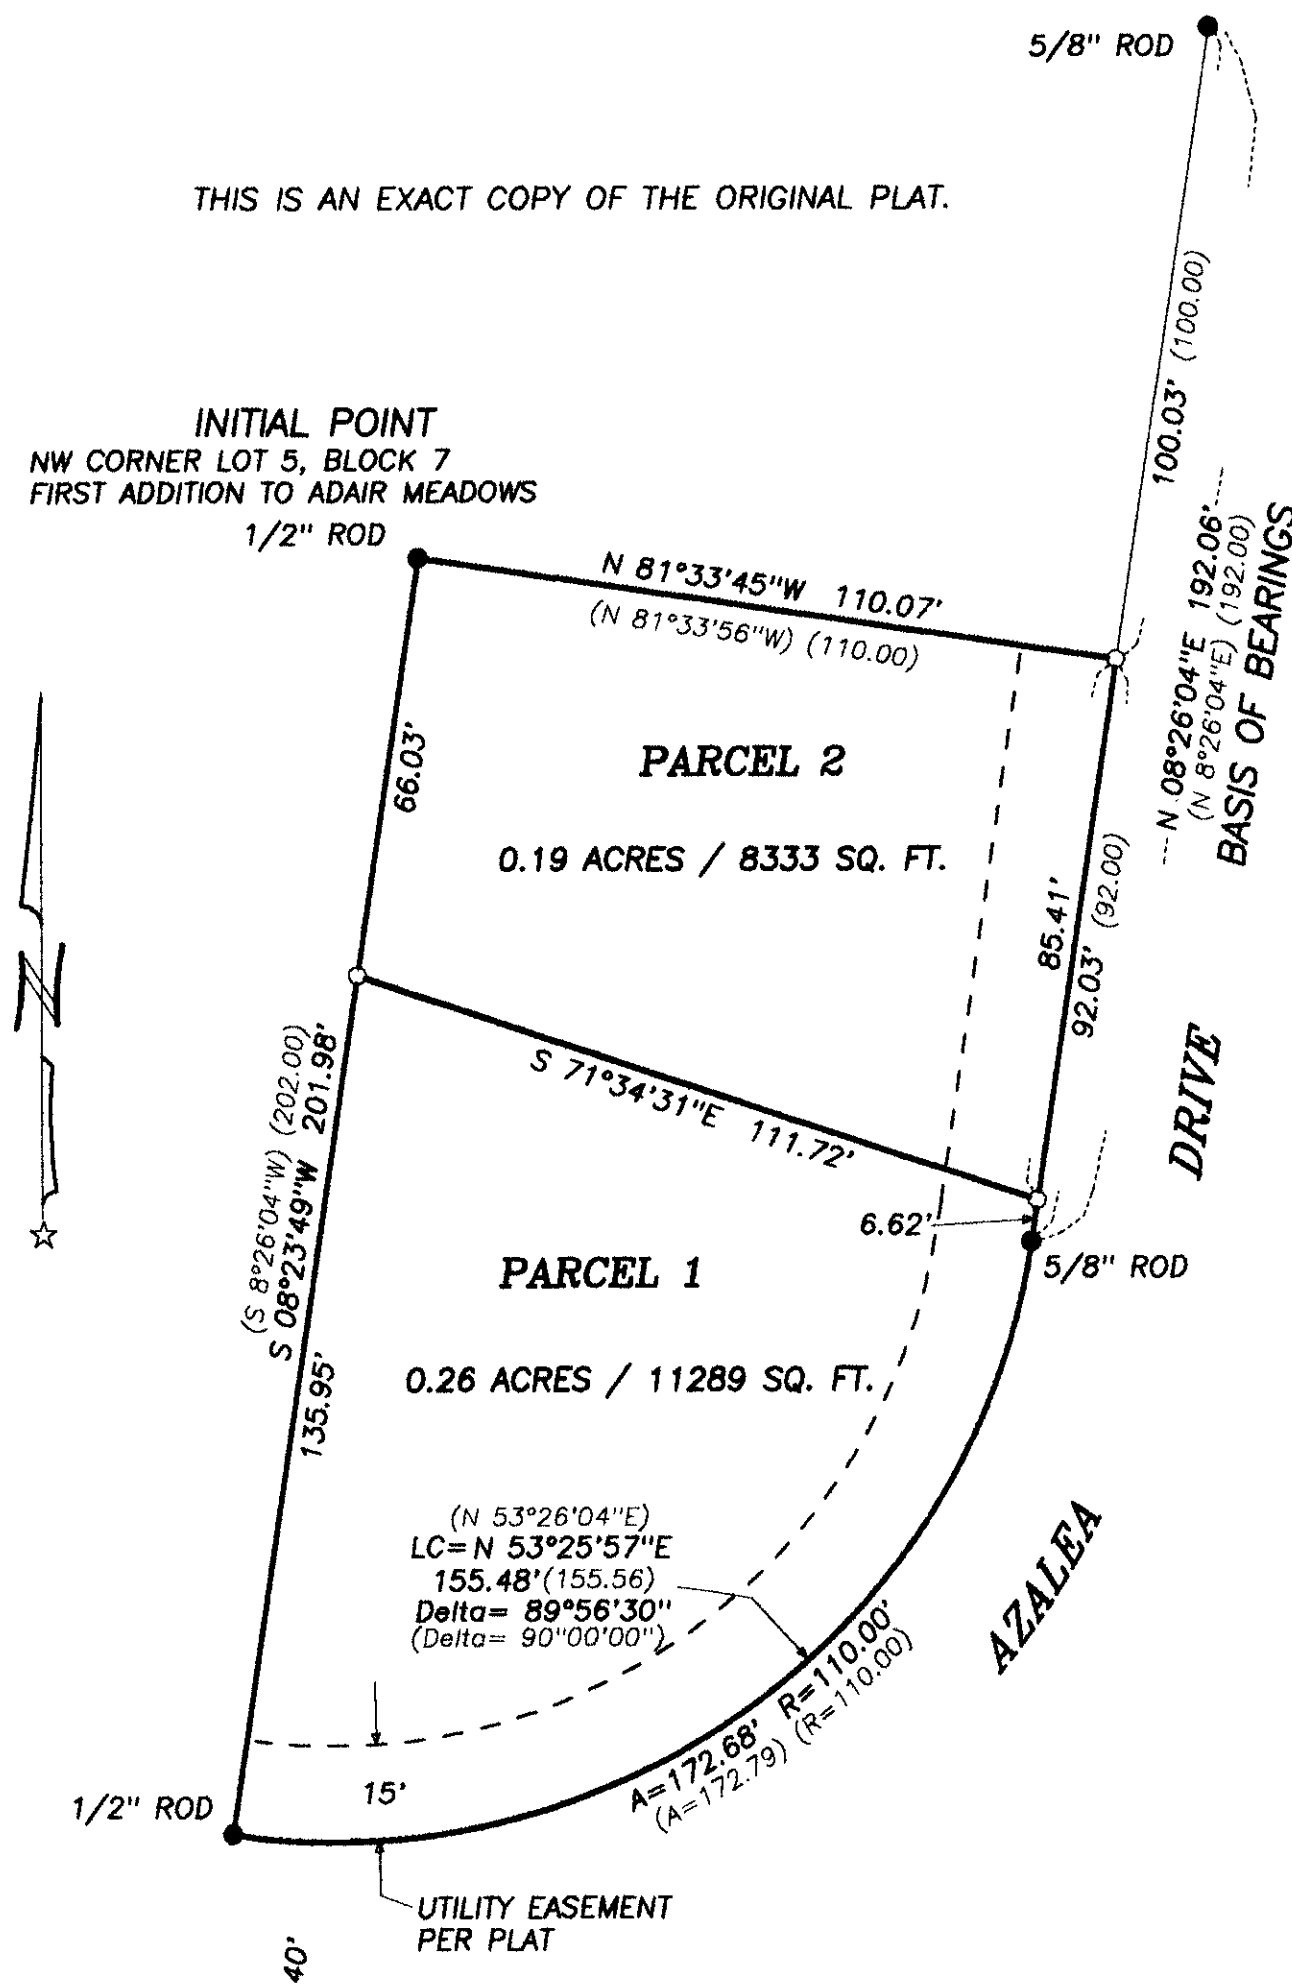 5/8" ROD
THIS IS AN EXACT COPY OF THE ORIGINAL PLAT.
100.03' (100.00)
INITIAL POINT
NW CORNER LOT 5, BLOCK 7
FIRST ADDITION TO ADAIR MEADOWS
1/2" ROD
N 81°33'45"W 110.07'
(N 81°33'56"W) (110.00)
N 08°26'04"E 192.06'
(N 8°26'04"E) (192.00)
BASIS OF BEARINGS
66.03'
PARCEL 2
0.19 ACRES / 8333 SQ. FT.
85.41'
92.03' (92.00)
N
S 71°34'31"E 111.72'
DRIVE
(S 8°26'04"W) (202.00)
S 08°23'49"W 201.98'
6.62'
5/8" ROD
PARCEL 1
0.26 ACRES / 11289 SQ. FT.
135.95'
(N 53°26'04"E)
LC= N 53°25'57"E
155.48'(155.56)
Delta= 89°56'30"
(Delta= 90"00'00")
AZALEA
A=172.68' R=110.00'
(A=172.79) (R=110.00)
15'
1/2" ROD
UTILITY EASEMENT
PER PLAT
40'